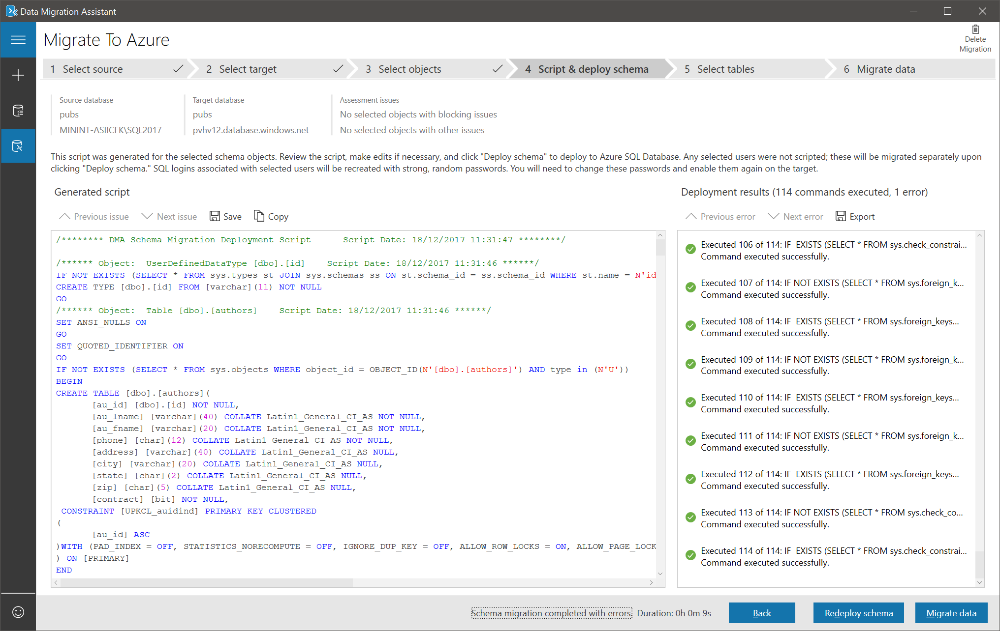 Data Migration Assistant
Migrate To Azure
Delete
Migration
1 Select source
2 Select target
3 Select objects
4 Script & deploy schema
5 Select tables
6 Migrate data
Source database
pubs
MININT-ASIICFK\SQL2017
Target database
pubs
pvhv12.database.windows.net
Assessment issues
No selected objects with blocking issues
No selected objects with other issues
This script was generated for the selected schema objects. Review the script, make edits if necessary, and click "Deploy schema" to deploy to Azure SQL Database. Any selected users were not scripted; these will be migrated separately upon
clicking "Deploy schema." SQL logins associated with selected users will be recreated with strong, random passwords. You will need to change these passwords and enable them again on the target.
Generated script
Previous issue Next issue Save Copy
/******** DMA Schema Migration Deployment Script      Script Date: 18/12/2017 11:31:47 ********/
/****** Object:  UserDefinedDataType [dbo].[id]    Script Date: 18/12/2017 11:31:46 ******/
IF NOT EXISTS (SELECT * FROM sys.types st JOIN sys.schemas ss ON st.schema_id = ss.schema_id WHERE st.name = N'id
CREATE TYPE [dbo].[id] FROM [varchar](11) NOT NULL
GO
/****** Object:  Table [dbo].[authors]    Script Date: 18/12/2017 11:31:46 ******/
SET ANSI_NULLS ON
GO
SET QUOTED_IDENTIFIER ON
GO
IF NOT EXISTS (SELECT * FROM sys.objects WHERE object_id = OBJECT_ID(N'[dbo].[authors]') AND type in (N'U'))
BEGIN
CREATE TABLE [dbo].[authors](
[au_id] [dbo].[id] NOT NULL,
[au_lname] [varchar](40) COLLATE Latin1_General_CI_AS NOT NULL,
[au_fname] [varchar](20) COLLATE Latin1_General_CI_AS NOT NULL,
[phone] [char](12) COLLATE Latin1_General_CI_AS NOT NULL,
[address] [varchar](40) COLLATE Latin1_General_CI_AS NULL,
[city] [varchar](20) COLLATE Latin1_General_CI_AS NULL,
[state] [char](2) COLLATE Latin1_General_CI_AS NULL,
[zip] [char](5) COLLATE Latin1_General_CI_AS NULL,
[contract] [bit] NOT NULL,
CONSTRAINT [UPKCL_auidind] PRIMARY KEY CLUSTERED
(
[au_id] ASC
)WITH (PAD_INDEX = OFF, STATISTICS_NORECOMPUTE = OFF, IGNORE_DUP_KEY = OFF, ALLOW_ROW_LOCKS = ON, ALLOW_PAGE_LOCK
) ON [PRIMARY]
END
Deployment results (114 commands executed, 1 error)
Previous error Next error Export
Executed 106 of 114: IF  EXISTS (SELECT * FROM sys.check_constrai...
Command executed successfully.
Executed 107 of 114: IF NOT EXISTS (SELECT * FROM sys.foreign_k...
Command executed successfully.
Executed 108 of 114: IF  EXISTS (SELECT * FROM sys.foreign_keys...
Command executed successfully.
Executed 109 of 114: IF NOT EXISTS (SELECT * FROM sys.foreign_k...
Command executed successfully.
Executed 110 of 114: IF  EXISTS (SELECT * FROM sys.foreign_keys...
Command executed successfully.
Executed 111 of 114: IF NOT EXISTS (SELECT * FROM sys.foreign_k...
Command executed successfully.
Executed 112 of 114: IF  EXISTS (SELECT * FROM sys.foreign_keys...
Command executed successfully.
Executed 113 of 114: IF NOT EXISTS (SELECT * FROM sys.check_co...
Command executed successfully.
Executed 114 of 114: IF  EXISTS (SELECT * FROM sys.check_constrai...
Command executed successfully.
Schema migration completed with errors. Duration: 0h 0m 9s
Back
Redeploy schema
Migrate data